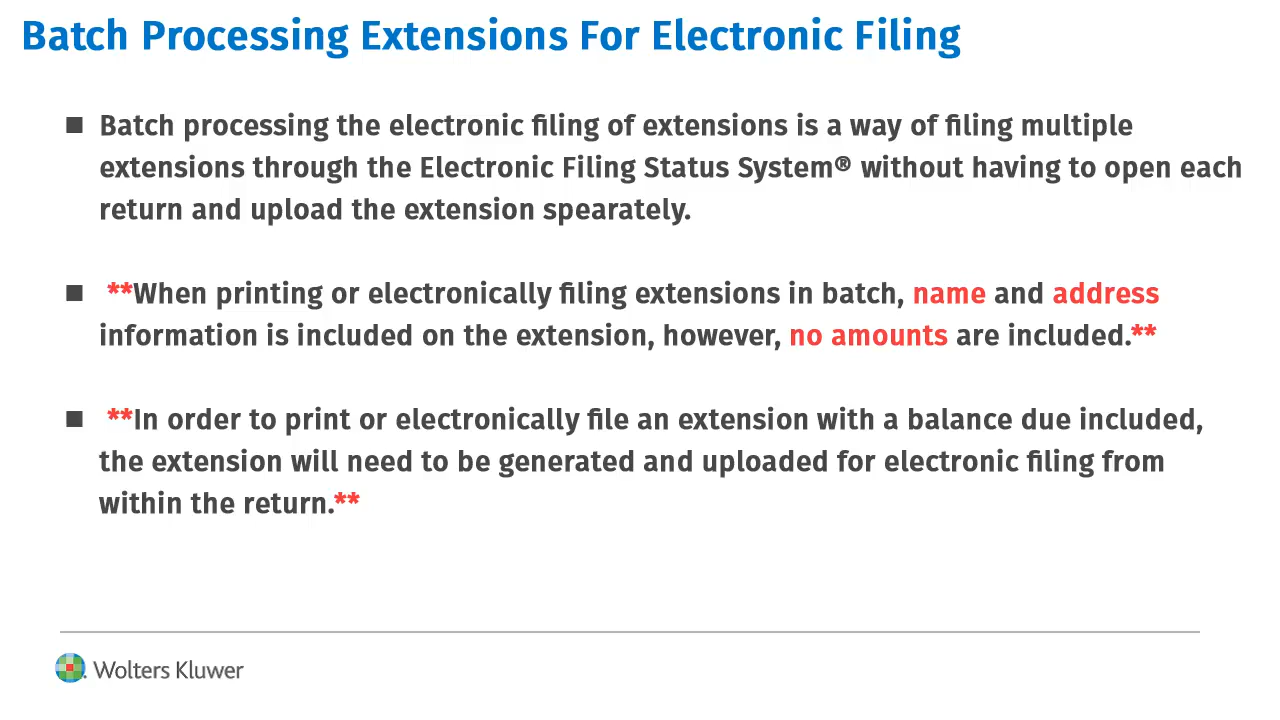 Batch Processing Extensions For Electronic Filing
■ Batch processing the electronic filing of extensions is a way of filing multiple
extensions through the Electronic Filing Status System® without having to open each
return and upload the extension spearately.
■ **When printing or electronically filing extensions in batch, name and address
information is included on the extension, however, no amounts are included.**
■ **In order to print or electronically file an extension with a balance due included,
the extension will need to be generated and uploaded for electronic filing from
within the return.**
Wolters Kluwer